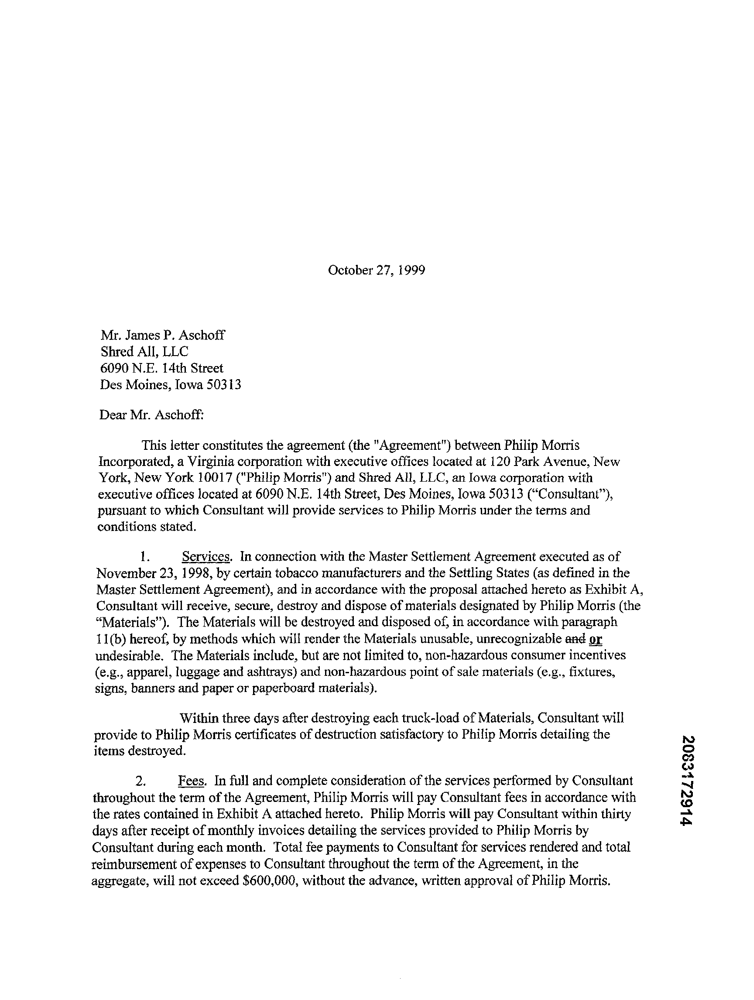 October 27, 1999
Mr. James P. Aschoff
Shred All, LLC
6090 N.E. 14th Street
Des Moines, Iowa 50313
Dear Mr. Aschoff:
This letter constitutes the agreement (the "Agreement") between Philip Morris
Incorporated, a Virginia corporation with executive offices located at 120 Park Avenue, New
York, New York 10017 ("Philip Morris") and Shred All, LLC, an Iowa corporation with
executive offices located at 6090 N.E. 14th Street, Des Moines, Iowa 50313 (“Consultant”),
pursuant to which Consultant will provide services to Philip Morris under the terms and
conditions stated.
1. Services. In connection with the Master Settlement Agreement executed as of
November 23, 1998, by certain tobacco manufacturers and the Settling States (as defined in the
Master Settlement Agreement), and in accordance with the proposal attached hereto as Exhibit A,
Consultant will receive, secure, destroy and dispose of materials designated by Philip Morris (the
“Materials”). The Materials will be destroyed and disposed of, in accordance with paragraph
11(b) hereof, by methods which will render the Materials unusable, unrecognizable and or
undesirable. The Materials include, but are not limited to, non-hazardous consumer incentives
(e.g., apparel, luggage and ashtrays) and non-hazardous point of sale materials (e.g., fixtures,
signs, banners and paper or paperboard materials).
Within three days after destroying each truck-load of Materials, Consultant will
provide to Philip Morris certificates of destruction satisfactory to Philip Morris detailing the
items destroyed.
2. Fees. In full and complete consideration of the services performed by Consultant
throughout the term of the Agreement, Philip Morris will pay Consultant fees in accordance with
the rates contained in Exhibit A attached hereto. Philip Morris will pay Consultant within thirty
days after receipt of monthly invoices detailing the services provided to Philip Morris by
Consultant during each month. Total fee payments to Consultant for services rendered and total
reimbursement of expenses to Consultant throughout the term of the Agreement, in the
aggregate, will not exceed $600,000, without the advance, written approval of Philip Morris.
2083172914